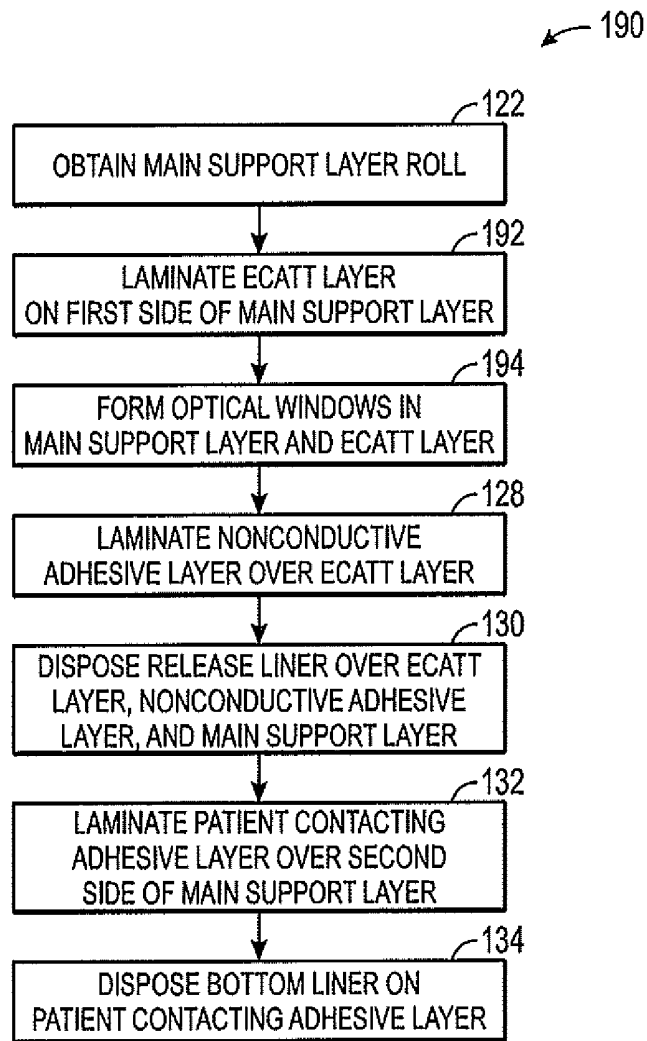 190
122
OBTAIN MAIN SUPPORT LAYER ROLL
192
LAMINATE ECATT LAYER
ON FIRST SIDE OF MAIN SUPPORT LAYER
194
FORM OPTICAL WINDOWS IN
MAIN SUPPORT LAYER AND ECATT LAYER
128
LAMINATE NONCONDUCTIVE
ADHESIVE LAYER OVER ECATT LAYER
130
DISPOSE RELEASE LINER OVER ECATT
LAYER, NONCONDUCTIVE ADHESIVE
LAYER, AND MAIN SUPPORT LAYER
132
LAMINATE PATIENT CONTACTING
ADHESIVE LAYER OVER SECOND
SIDE OF MAIN SUPPORT LAYER
134
DISPOSE BOTTOM LINER ON
PATIENT CONTACTING ADHESIVE LAYER